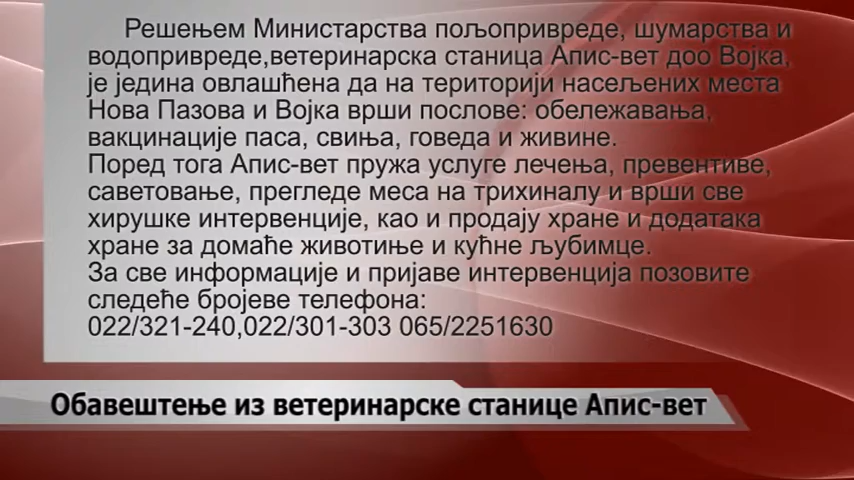 Решењем Министарства пољопривреде, шумарства и
водопривреде,ветеринарска станица Апис-вет доо Војка,
је једина овлашћена да на територији насељених места
Нова Пазова и Војка врши послове: обележавања,
вакцинације паса, свиња, говеда и живине.
Поред тога Апис-вет пружа услуге лечења, превентиве,
саветовање, прегледе меса на трихиналу и врши све
хирушке интервенције, као и продају хране и додатака
хране за домаће животиње и кућне љубимце.
За све информације и пријаве интервенција позовите
следеће бројеве телефона:
022/321-240,022/301-303 065/2251630
Обавештење из ветеринарске станице Апис-вет